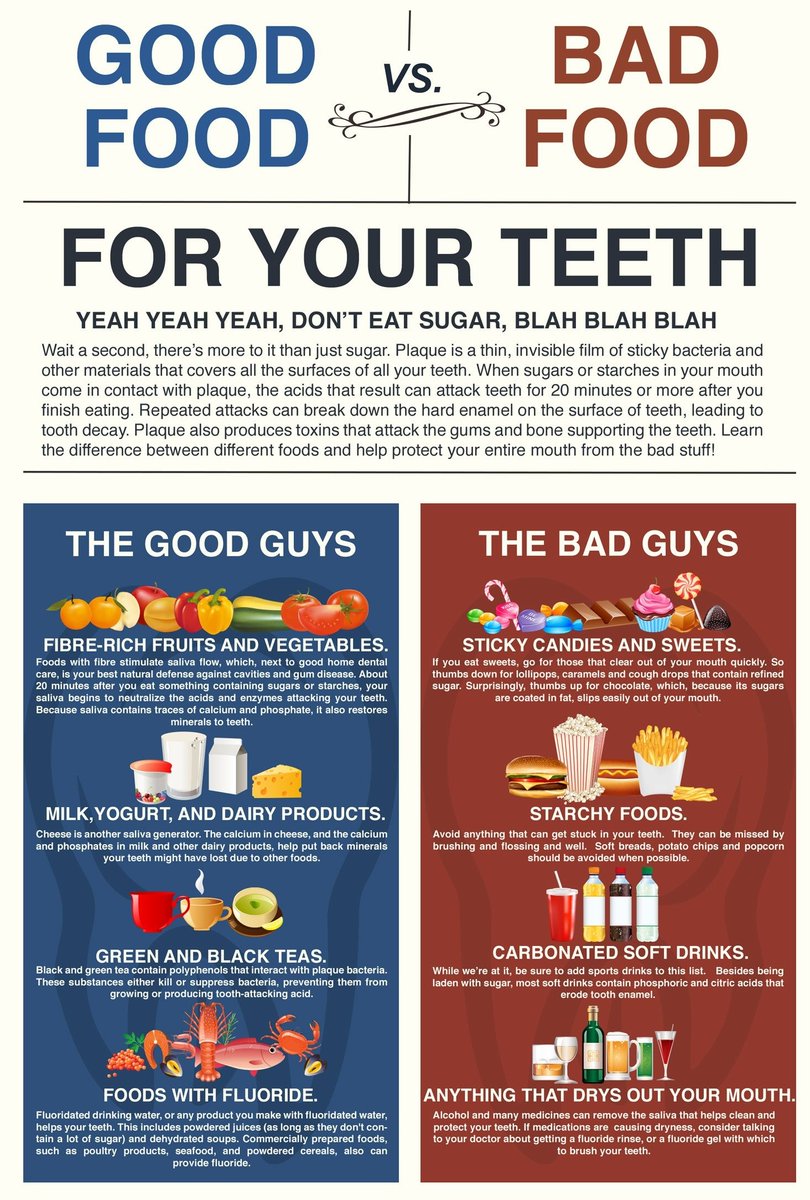 GOOD
FOOD
VS.
BAD
FOOD
FOR YOUR TEETH
YEAH YEAH YEAH, DON'T EAT SUGAR, BLAH BLAH BLAH
Wait a second, there's more to it than just sugar. Plaque is a thin, invisible film of sticky bacteria and
other materials that covers all the surfaces of all your teeth. When sugars or starches in your mouth
come in contact with plaque, the acids that result can attack teeth for 20 minutes or more after you
finish eating. Repeated attacks can break down the hard enamel on the surface of teeth, leading to
tooth decay. Plaque also produces toxins that attack the gums and bone supporting the teeth. Learn
the difference between different foods and help protect your entire mouth from the bad stuff!
THE GOOD GUYS
FIBRE-RICH FRUITS AND VEGETABLES.
Foods with fibre stimulate saliva flow, which, next to good home dental
care, is your best natural defense against cavities and gum disease. About
20 minutes after you eat something containing sugars or starches, your
saliva begins to neutralize the acids and enzymes attacking your teeth.
Because saliva contains traces of calcium and phosphate, it also restores
minerals to teeth.
MILK,YOGURT, AND DAIRY PRODUCTS.
Cheese is another saliva generator. The calcium in cheese, and the calcium
and phosphates in milk and other dairy products, help put back minerals
your teeth might have lost due to other foods.
GREEN AND BLACK TEAS.
Black and green tea contain polyphenols that interact with plaque bacteria.
These substances either kill or suppress bacteria, preventing them from
growing or producing tooth-attacking acid.
FOODS WITH FLUORIDE.
Fluoridated drinking water, or any product you make with fluoridated water,
helps your teeth. This includes powdered juices (as long as they don't con-
tain a lot of sugar) and dehydrated soups. Commercially prepared foods,
such as poultry products, seafood, and powdered cereals, also can
provide fluoride.
THE BAD GUYS
STICKY CANDIES AND SWEETS.
If you eat sweets, go for those that clear out of your mouth quickly. So
thumbs down for lollipops, caramels and cough drops that contain refined
sugar. Surprisingly, thumbs up for chocolate, which, because its sugars
are coated in fat, slips easily out of your mouth.
STARCHY FOODS.
Avoid anything that can get stuck in your teeth. They can be missed by
brushing and flossing and well. Soft breads, potato chips and popcorn
should be avoided when possible.
CARBONATED SOFT DRINKS.
While we're at it, be sure to add sports drinks to this list. Besides being
laden with sugar, most soft drinks contain phosphoric and citric acids that
erode tooth enamel.
ANYTHING THAT DRYS OUT YOUR MOUTH.
Alcohol and many medicines can remove the saliva that helps clean and
protect your teeth. If medications are causing dryness, consider talking
to your doctor about getting a fluoride rinse, or a fluoride gel with which
to brush your teeth.